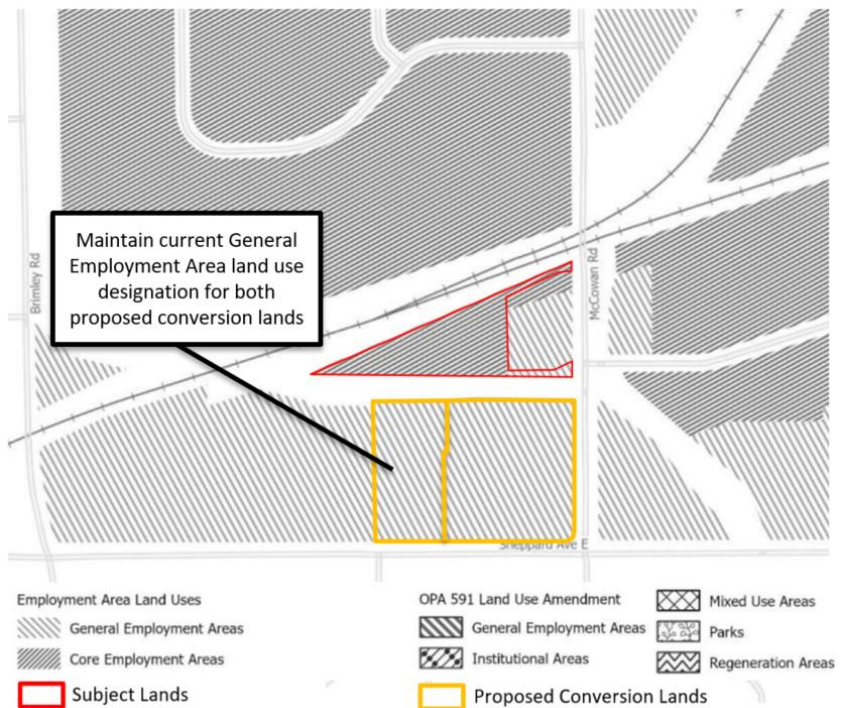 Maintain current General
Employment Area land use
designation for both
proposed conversion lands
Brimley Rd
McCowan Rd
Sheppard Ave E
Employment Area Land Uses
General Employment Areas
Core Employment Areas
Subject Lands
OPA 591 Land Use Amendment
General Employment Areas
Institutional Areas
Mixed Use Areas
Parks
Regeneration Areas
Proposed Conversion Lands